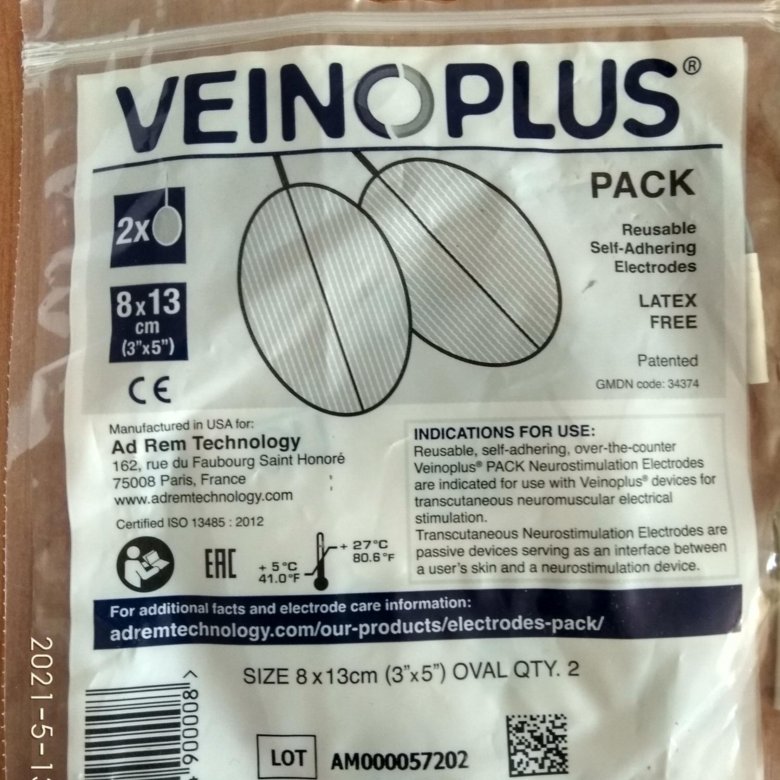 VEINOPLUS®
PACK
Reusable
Self-Adhering
Electrodes
LATEX
FREE
Patented
GMDN code: 34374
2x
8x13
cm
(3"x5")
CE
Manufactured in USA for:
Ad Rem Technology
162, rue du Faubourg Saint Honoré
75008 Paris, France
www.adremtechnology.com
Certified ISO 13485 : 2012
EAC
+ 5°C
41.0°F
+ 27°C
80.6°F
INDICATIONS FOR USE:
Reusable, self-adhering, over-the-counter
Veinoplus® PACK Neurostimulation Electrodes
are indicated for use with Veinoplus® devices for
transcutaneous neuromuscular electrical
stimulation.
Transcutaneous Neurostimulation Electrodes are
passive devices serving as an interface between
a user's skin and a neurostimulation device.
For additional facts and electrode care information:
adremtechnology.com/our-products/electrodes-pack/
SIZE 8x13cm (3"x5") OVAL QTY. 2
LOT AM000057202
2021-5-13